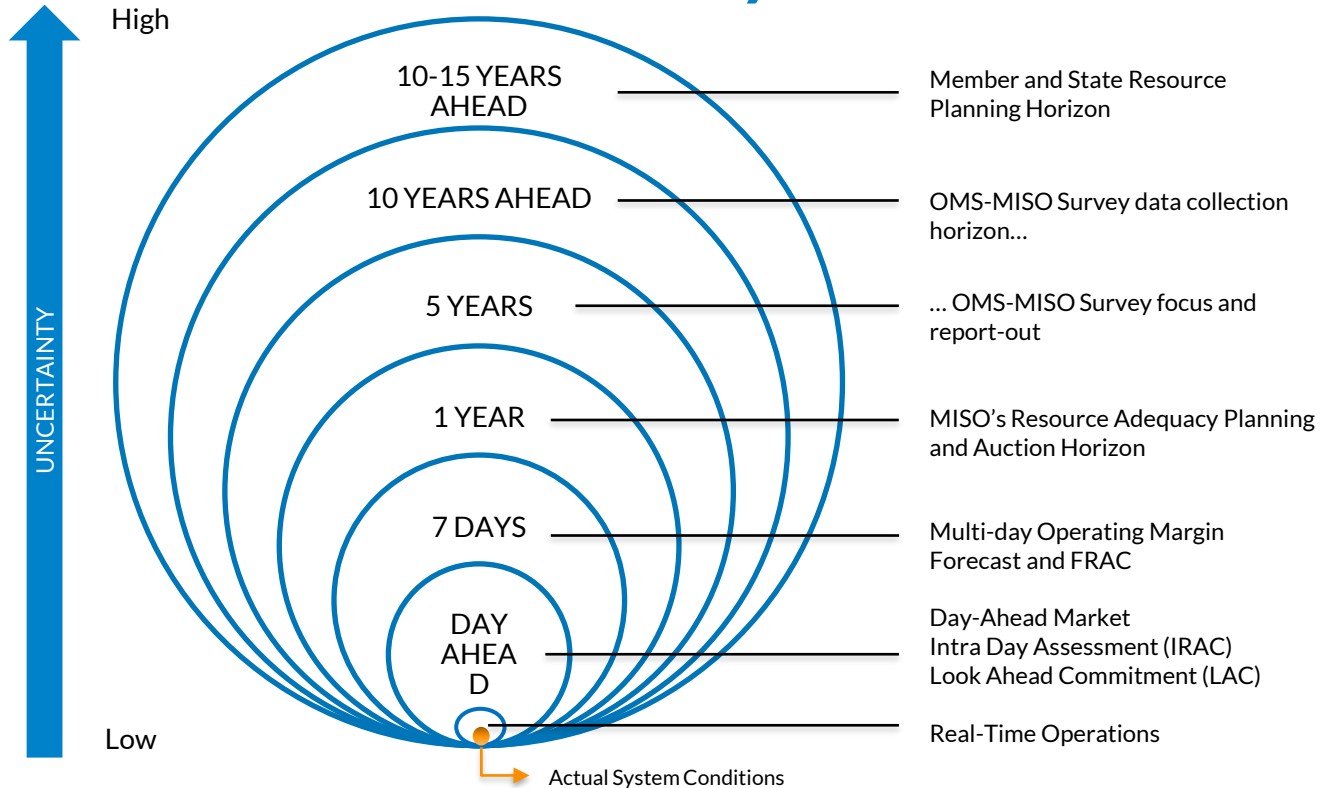 High
10-15 YEARS
AHEAD
Member and State Resource
Planning Horizon
10 YEARS AHEAD
OMS-MISO Survey data collection
horizon...
5 YEARS
... OMS-MISO Survey focus and
report-out
UNCERTAINTY
1 YEAR
MISO’s Resource Adequacy Planning
and Auction Horizon
7 DAYS
Multi-day Operating Margin
Forecast and FRAC
DAY
AHEA
D
Day-Ahead Market
Intra Day Assessment (IRAC)
Look Ahead Commitment (LAC)
Low
Real-Time Operations
Actual System Conditions